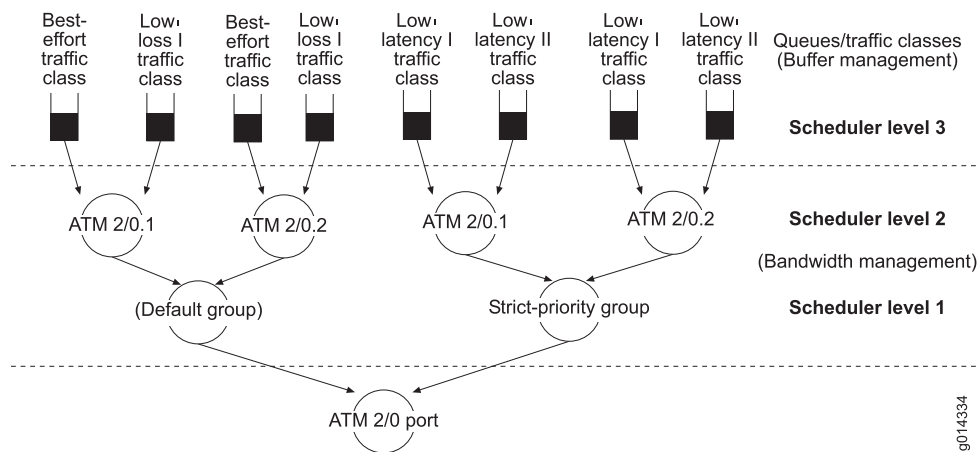 Best-
effort
traffic
class
Low-
loss I
traffic
class
Best-
effort
traffic
class
Low-
loss I
traffic
class
Low-
latency I
traffic
class
Low-
latency II
traffic
class
Low-
latency I
traffic
class
Low-
latency II
traffic
class
Queues/traffic classes
(Buffer management)
Scheduler level 3
ATM 2/0.1
ATM 2/0.2
ATM 2/0.1
ATM 2/0.2
Scheduler level 2
(Bandwidth management)
(Default group)
Strict-priority group
Scheduler level 1
ATM 2/0 port
g014334